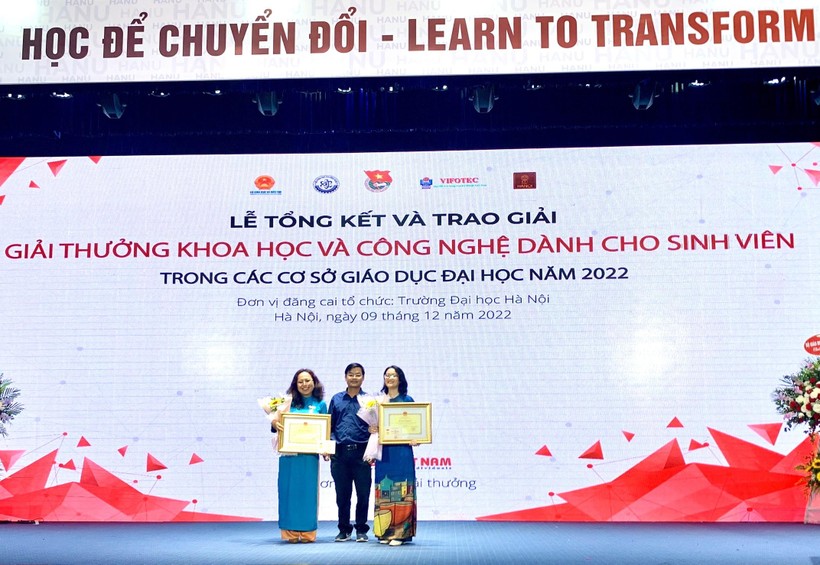 HỌC ĐỂ CHUYỂN ĐỔI - LEARN TO TRANSFORM
VIFOTEC
LỄ TỔNG KẾT VÀ TRAO GIẢI
GIẢI THƯỞNG KHOA HỌC VÀ CÔNG NGHỆ DÀNH CHO SINH VIÊN
TRONG CÁC CƠ SỞ GIÁO DỤC ĐẠI HỌC NĂM 2022
Đơn vị đăng cai tổ chức: Trường Đại học Hà Nội
Hà Nội, ngày 09 tháng 12 năm 2022
NAM
thưởng